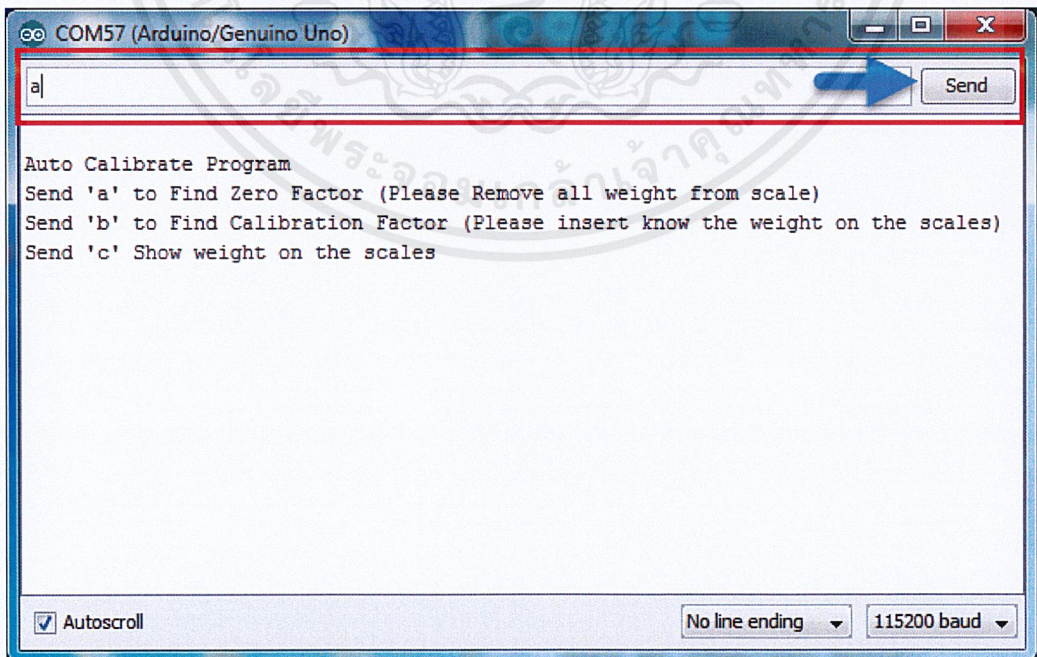 COM57 (Arduino/Genuino Uno)
a
Send
Auto Calibrate Program
Send 'a' to Find Zero Factor (Please Remove all weight from scale)
Send 'b' to Find Calibration Factor (Please insert know the weight on the scales)
Send 'c' Show weight on the scales
Autoscroll
No line ending
115200 baud